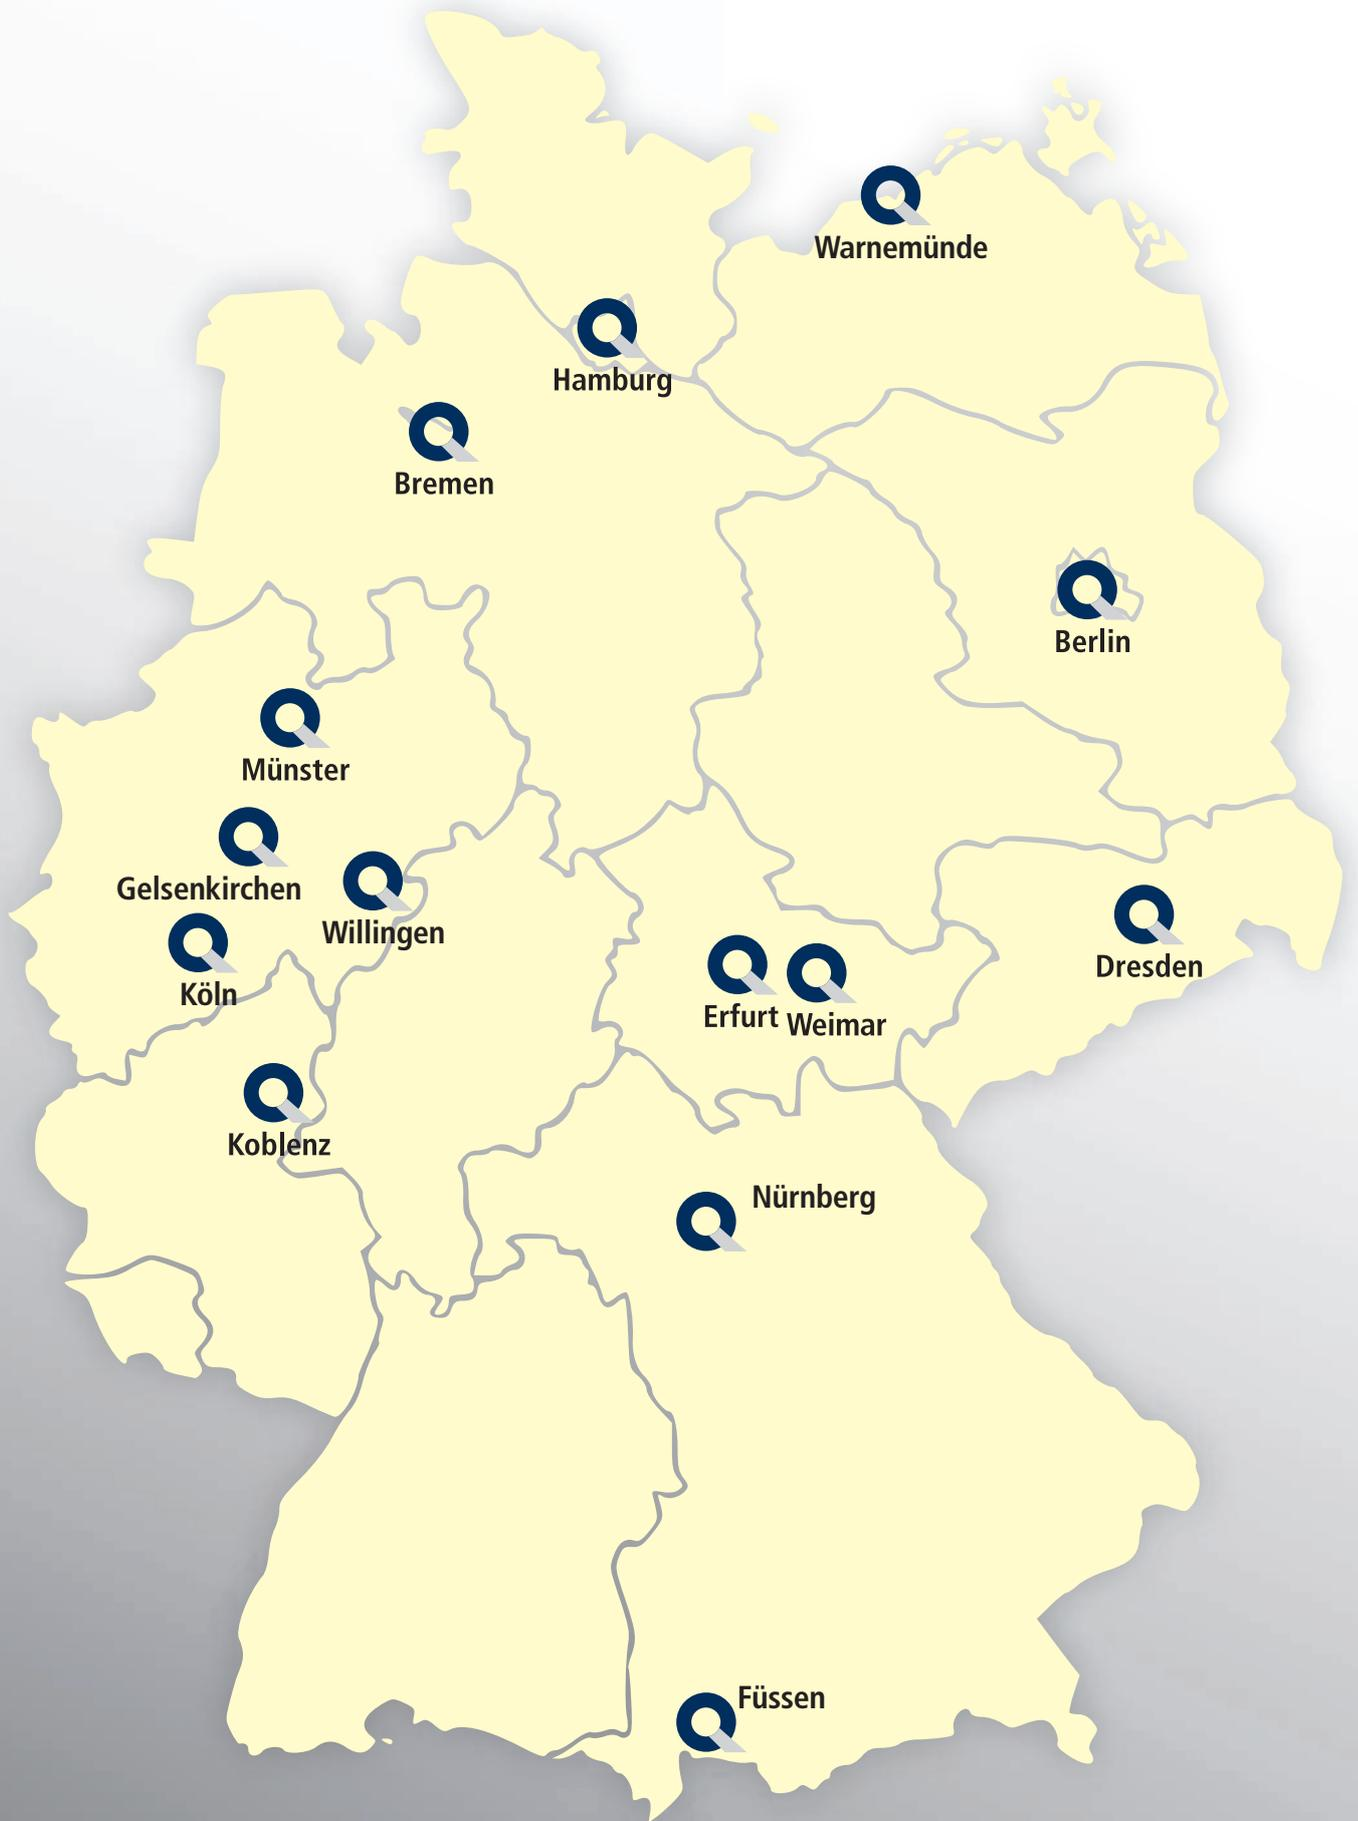 Warnemünde
Hamburg
Bremen
Berlin
Münster
Gelsenkirchen
Willingen
Köln
Dresden
Erfurt
Weimar
Koblenz
Nürnberg
Füssen